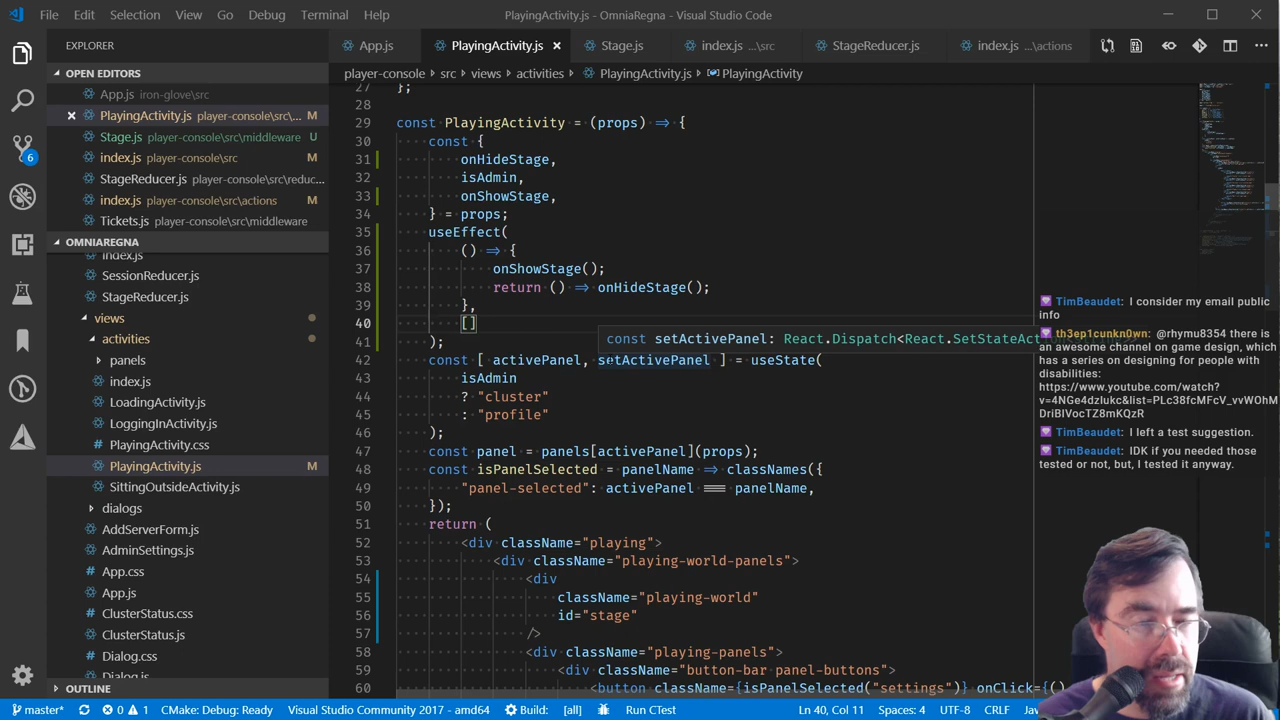 File Edit Selection View Go Debug Terminal Help
PlayingActivity.js - OmniaRegna - Visual Studio Code
EXPLORER
OPEN EDITORS
App.js iron-glove\src
PlayingActivity.js player-console\src\... M
Stage.js player-console\src\middleware U
index.js player-console\src M
StageReducer.js player-console\src\reduc...
index.js player-console\src\actions M
Tickets.js player-console\src\middleware
OMNIAREGNA
index.js
SessionReducer.js
StageReducer.js
views
activities
panels
index.js
LoadingActivity.js
LoggingInActivity.js
PlayingActivity.css
PlayingActivity.js M
SittingOutsideActivity.js
dialogs
AddServerForm.js
AdminSettings.js
App.css
App.js
ClusterStatus.css
ClusterStatus.js
Dialog.css
Dialog.js
OUTLINE
6
App.js PlayingActivity.js Stage.js index.js ...\src StageReducer.js index.js ...\actions
player-console > src > views > activities > PlayingActivity.js > PlayingActivity
27 };
28
29 const PlayingActivity = (props) => {
30 const {
31 onHideStage,
32 isAdmin,
33 onShowStage,
34 } = props;
35 useEffect(
36 () => {
37 onShowStage();
38 return () => onHideStage();
39 },
40 []
41 );
const setActivePanel: React.Dispatch<React.SetStateAct
42 const [ activePanel, setActivePanel ] = useState(
43 isAdmin
44 ? "cluster"
45 : "profile"
46 );
47 const panel = panels[activePanel](props);
48 const isPanelSelected = panelName => classNames({
49 "panel-selected": activePanel === panelName,
50 });
51 return (
52 <div className="playing">
53 <div className="playing-world-panels">
54 <div
55 className="playing-world"
56 id="stage"
57 />
58 <div className="playing-panels">
59 <div className="button-bar panel-buttons">
60 <button className={isPanelSelected("settings")} onClick={()
TimBeaudet: I consider my email public
info
th3ep1cunkn0wn: @rhymu8354 there is
an awesome channel on game design, which
has a series on designing for people with
disabilities:
https://www.youtube.com/watch?
v=4NGe4dzlukc&list=PLc38fcMFcV_vvWOhM
DriBIVocTZ8mKQzR
TimBeaudet: I left a test suggestion.
TimBeaudet: IDK if you needed those
tested or not, but, I tested it anyway.
master* 0 1 CMake: Debug: Ready Visual Studio Community 2017 - amd64 Build: [all] Run CTest Ln 40, Col 11 Spaces: 4 UTF-8 CRLF